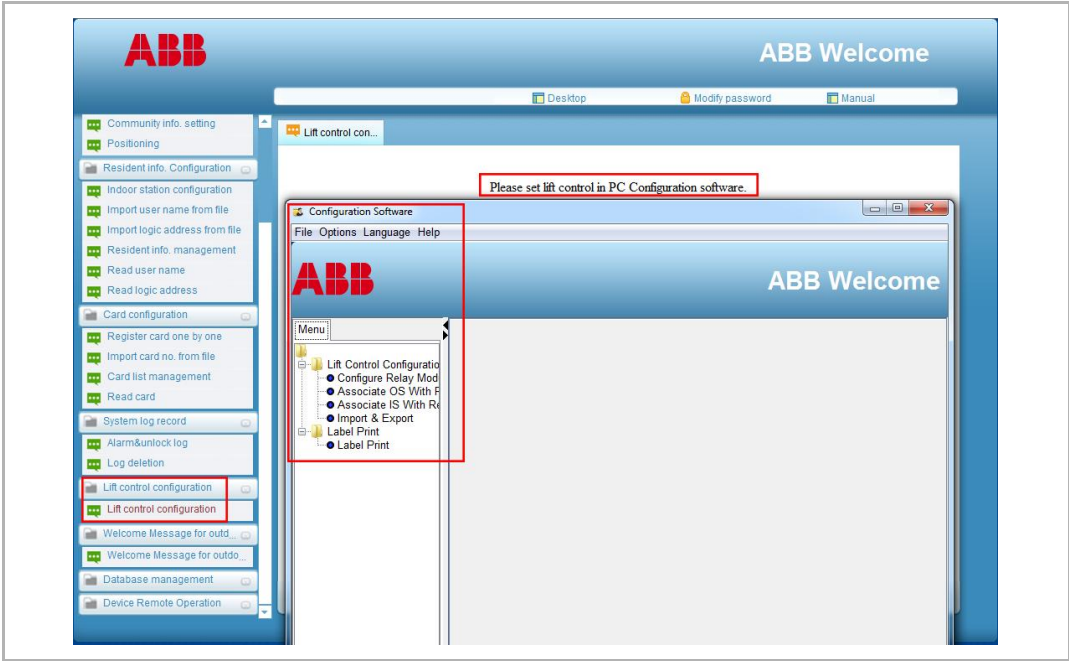 ABB
ABB Welcome
Desktop
Modify password
Manual
Community info. setting
Positioning
Resident info. Configuration
Indoor station configuration
Import user name from file
Import logic address from file
Resident info. management
Read user name
Read logic address
Card configuration
Register card one by one
Import card no. from file
Card list management
Read card
System log record
Alarm&unlock log
Log deletion
Lift control configuration
Lift control configuration
Welcome Message for outd...
Welcome Message for outdo...
Database management
Device Remote Operation
Lift control con...
Please set lift control in PC Configuration software.
Configuration Software
File Options Language Help
ABB
ABB Welcome
Menu
Lift Control Configuratio
Configure Relay Mod
Associate OS With
Associate IS With Re
Import & Export
Label Print
Label Print